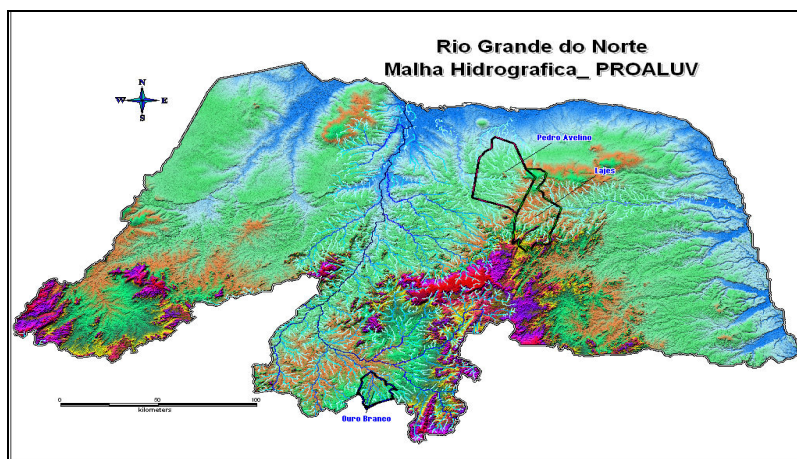 Rio Grande do Norte
Malha Hidrografica_ PROALUV
N
W E
S
Pedro Avelino
Lajes
0 50 100
kilometers
Ouro Branco